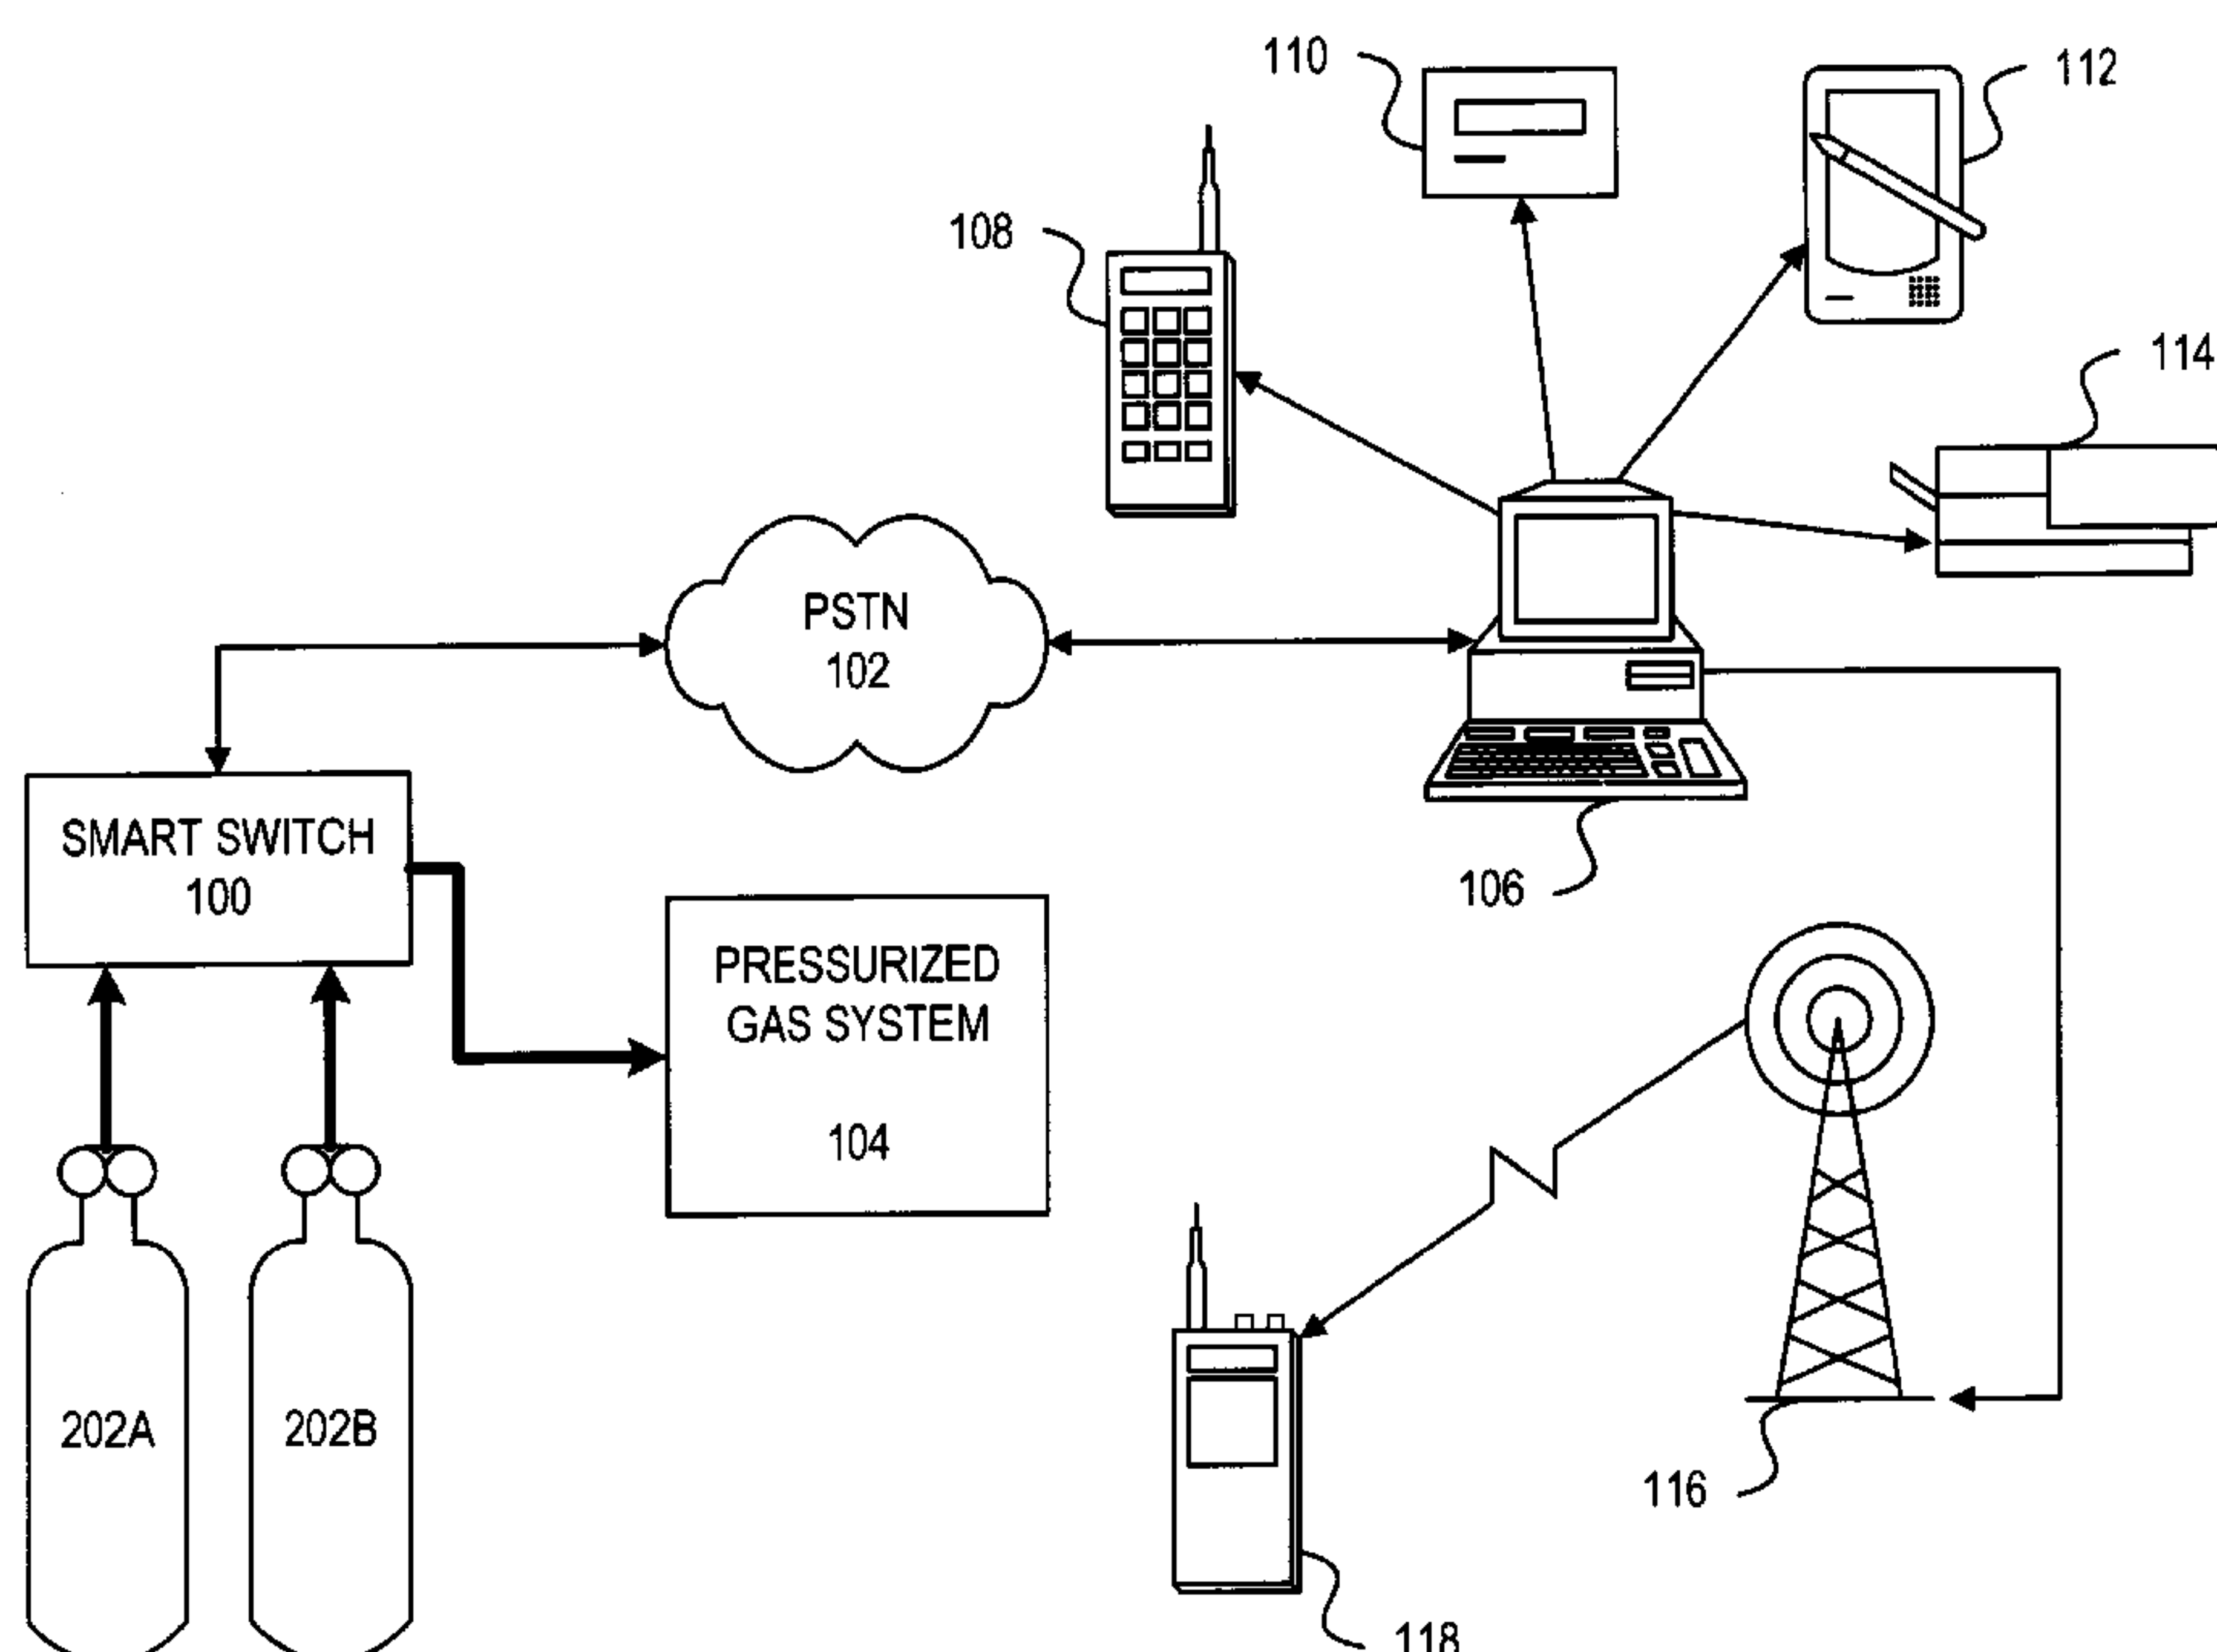 110
112
108
114
PSTN
102
SMART SWITCH
100
106
PRESSURIZED
GAS SYSTEM
104
202A
202B
116
118